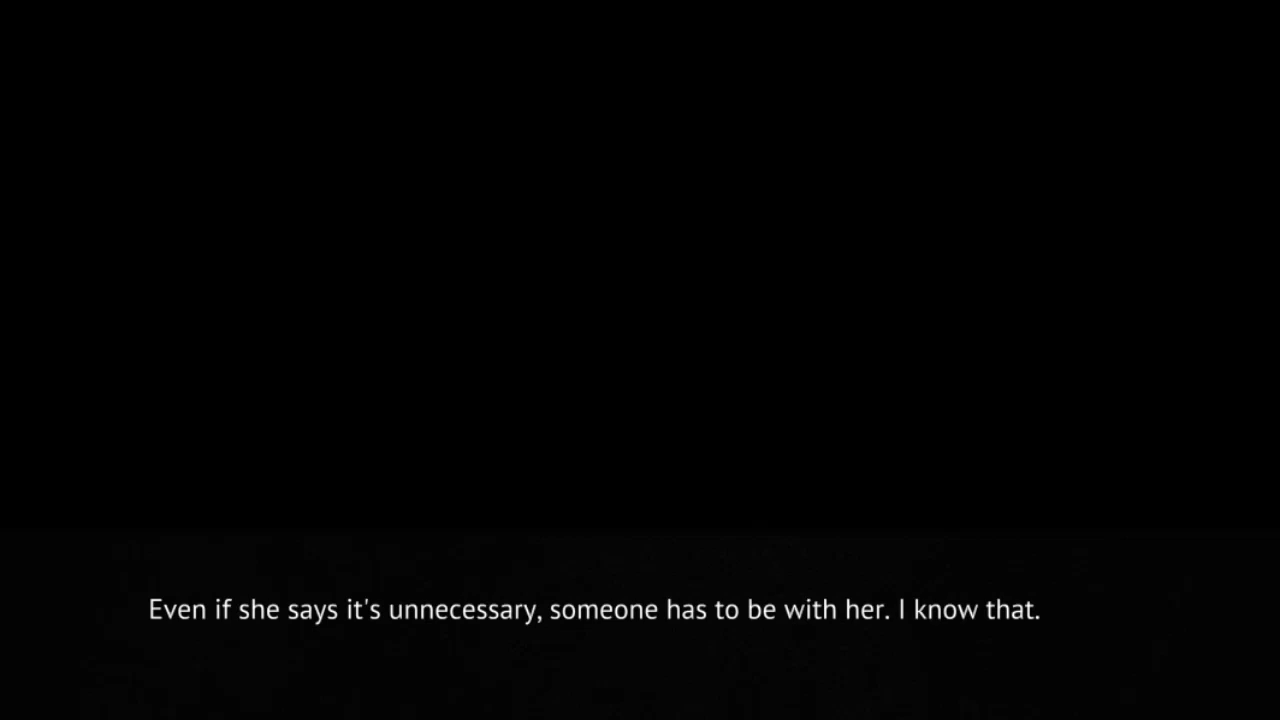 Even if she says it's unnecessary, someone has to be with her. I know that.